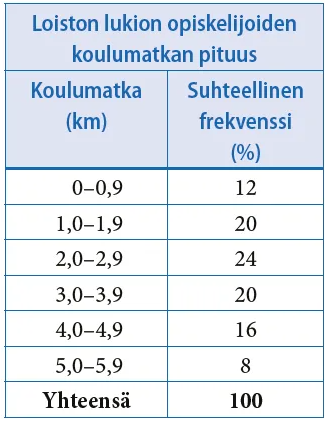 Loiston lukion opiskelijoiden
koulumatkan pituus
Koulumatka
(km)
Suhteellinen
frekvenssi
(%)
0–0,9 12
1,0–1,9 20
2,0–2,9 24
3,0–3,9 20
4,0–4,9 16
5,0–5,9 8
Yhteensä 100